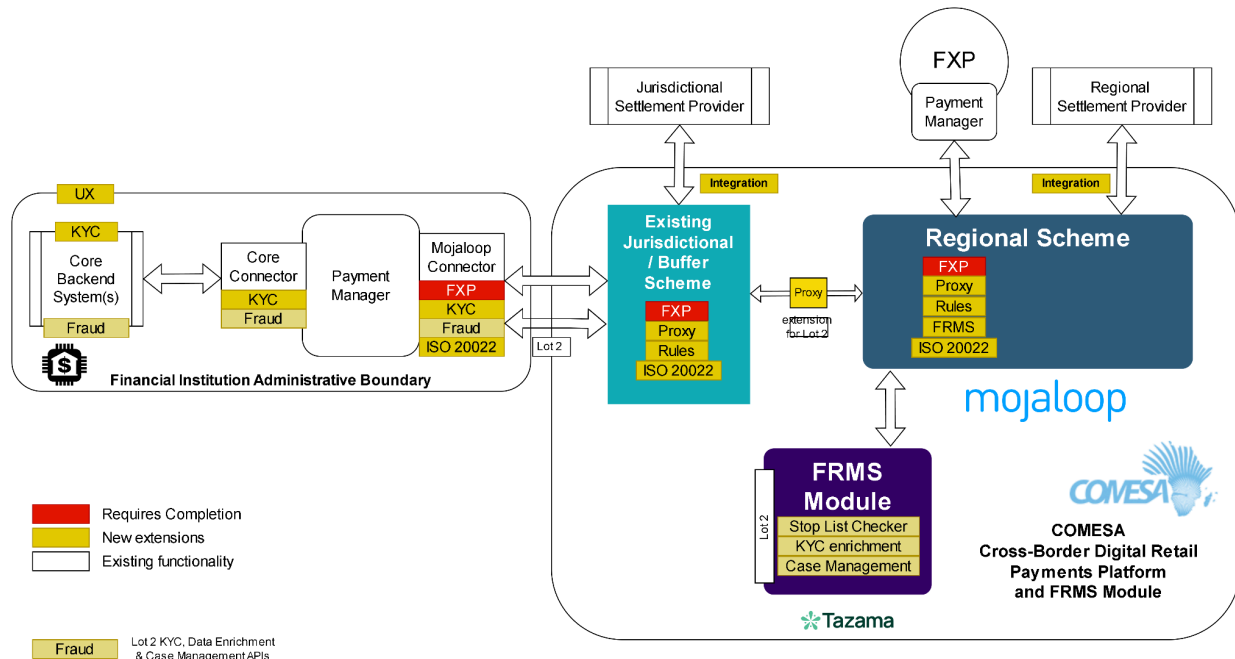 FXP
Payment
Manager
Jurisdictional
Settlement Provider
Regional
Settlement Provider
Integration
Integration
UX
KYC
Core
Backend
System(s)
Fraud
Core
Connector
KYC
Fraud
Payment
Manager
Mojaloop
Connector
FXP
KYC
Fraud
ISO 20022
$
Financial Institution Administrative Boundary
Lot 2
Existing
Jurisdictional
/ Buffer
Scheme
FXP
Proxy
Rules
ISO 20022
Proxy
extension
for Lot 2
Regional Scheme
FXP
Proxy
Rules
FRMS
ISO 20022
mojaloop
FRMS
Module
Lot 2
Stop List Checker
KYC enrichment
Case Management
Tazama
COMESA
COMESA
Cross-Border Digital Retail
Payments Platform
and FRMS Module
Requires Completion
New extensions
Existing functionality
Fraud
Lot 2 KYC, Data Enrichment
& Case Management APIs